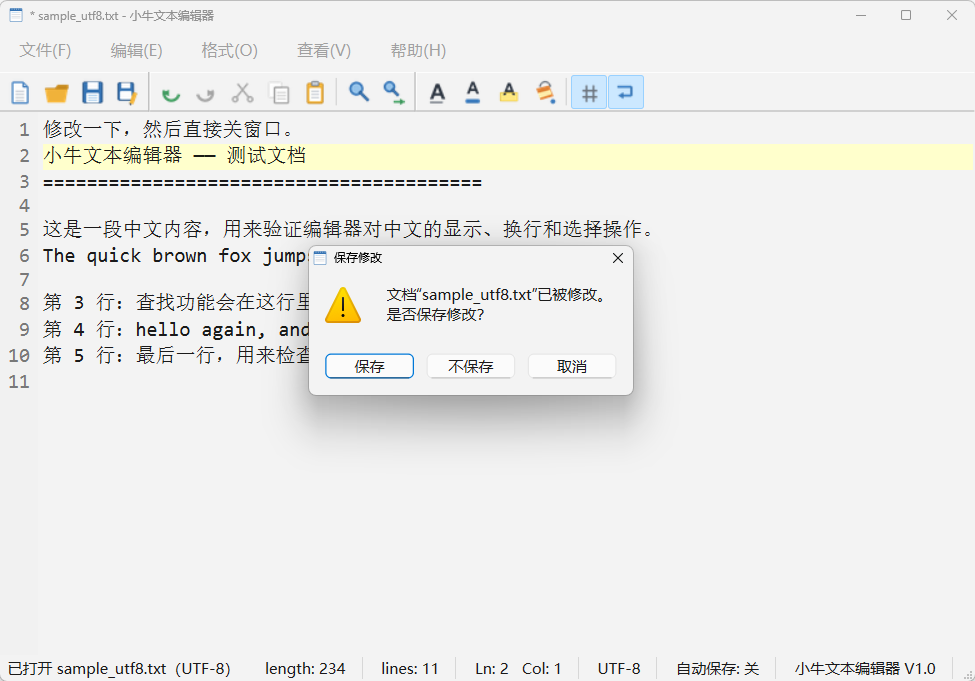 * sample_utf8.txt - 小牛文本编辑器
文件(F) 编辑(E) 格式(O) 查看(V) 帮助(H)
1 修改一下，然后直接关窗口。
2 小牛文本编辑器 —— 测试文档
3 ========================================
4
5 这是一段中文内容，用来验证编辑器对中文的显示、换行和选择操作。
6 The quick brown fox jump
7
8 第 3 行：查找功能会在这行里
9 第 4 行：hello again, and
10 第 5 行：最后一行，用来检查
11
保存修改
文档“sample_utf8.txt”已被修改。
是否保存修改?
保存 不保存 取消
已打开 sample_utf8.txt（UTF-8） length: 234 lines: 11 Ln: 2 Col: 1 UTF-8 自动保存: 关 小牛文本编辑器 V1.0